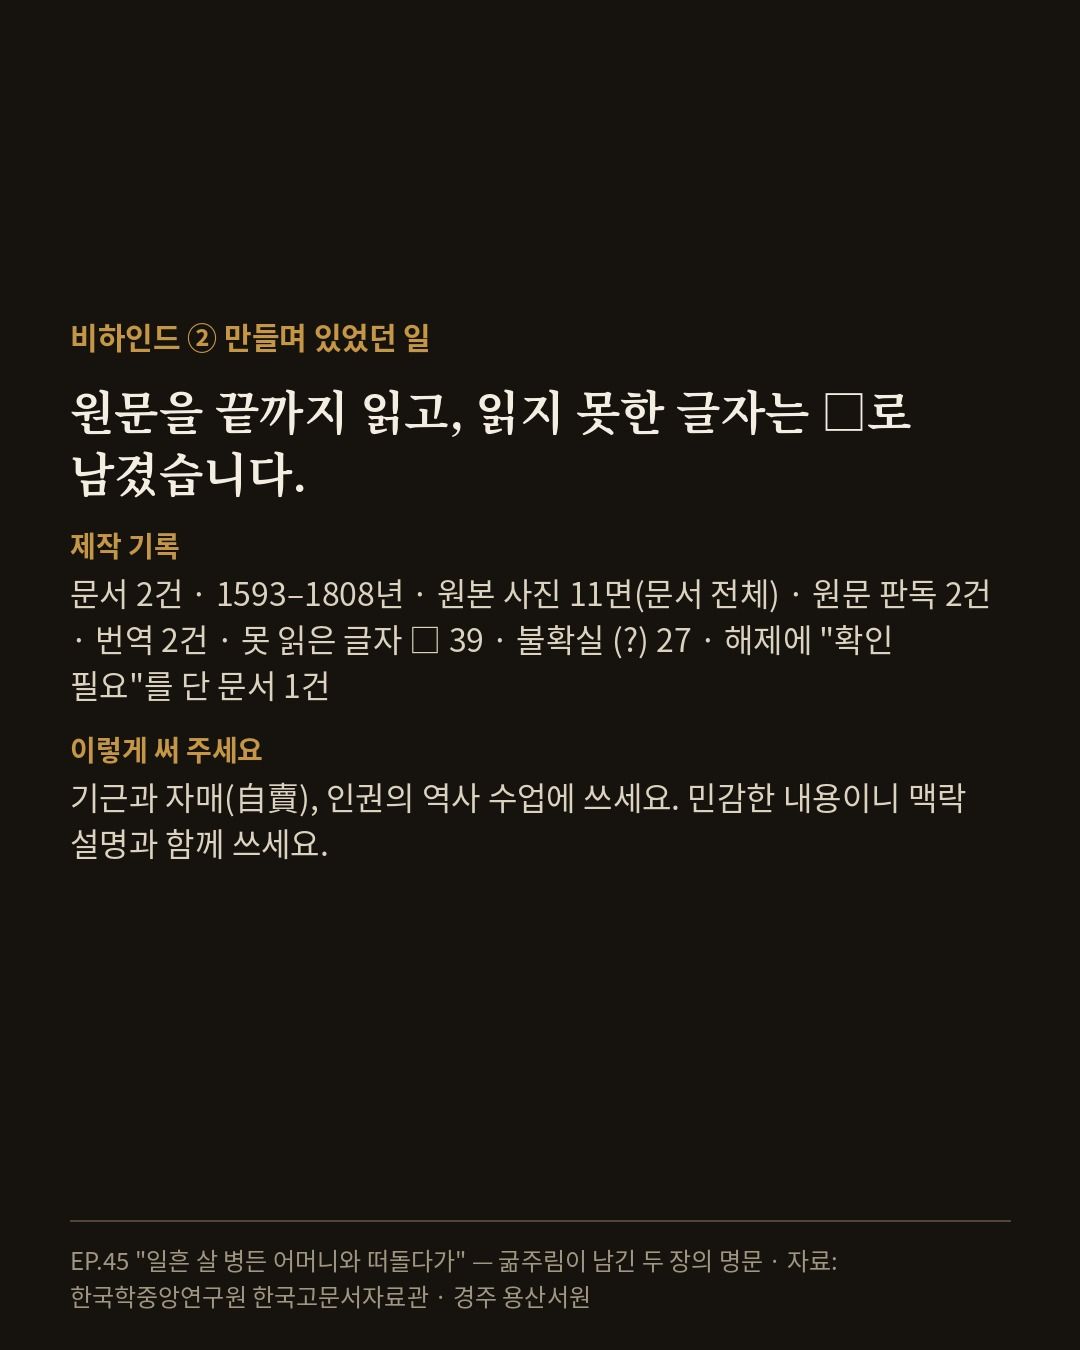 비하인드 ② 만들며 있었던 일
원문을 끝까지 읽고, 읽지 못한 글자는 □로
남겼습니다.
제작 기록
문서 2건 · 1593–1808년 · 원본 사진 11면(문서 전체) · 원문 판독 2건
· 번역 2건 · 못 읽은 글자 □ 39 · 불확실 (?) 27 · 해제에 "확인
필요"를 단 문서 1건
이렇게 써 주세요
기근과 자매(自賣), 인권의 역사 수업에 쓰세요. 민감한 내용이니 맥락
설명과 함께 쓰세요.
EP.45 "일흔 살 병든 어머니와 떠돌다가" — 굶주림이 남긴 두 장의 명문 · 자료:
한국학중앙연구원 한국고문서자료관 · 경주 용산서원